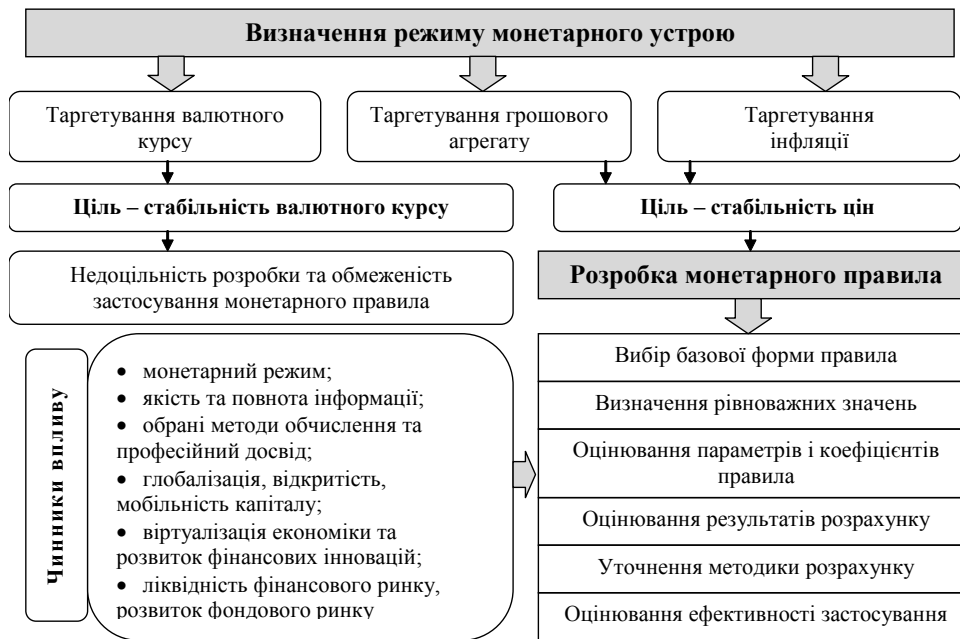 Визначення режиму монетарного устрою
Таргетування валютного
курсу
Таргетування грошового
агрегату
Таргетування
інфляції
Ціль – стабільність валютного курсу
Ціль – стабільність цін
Недоцільність розробки та обмеженість
застосування монетарного правила
Розробка монетарного правила
Чинники впливу
• монетарний режим;
• якість та повнота інформації;
• обрані методи обчислення та
професійний досвід;
• глобалізація, відкритість,
мобільність капіталу;
• віртуалізація економіки та
розвиток фінансових інновацій;
• ліквідність фінансового ринку,
розвиток фондового ринку
Вибір базової форми правила
Визначення рівноважних значень
Оцінювання параметрів і коефіцієнтів
правила
Оцінювання результатів розрахунку
Уточнення методики розрахунку
Оцінювання ефективності застосування